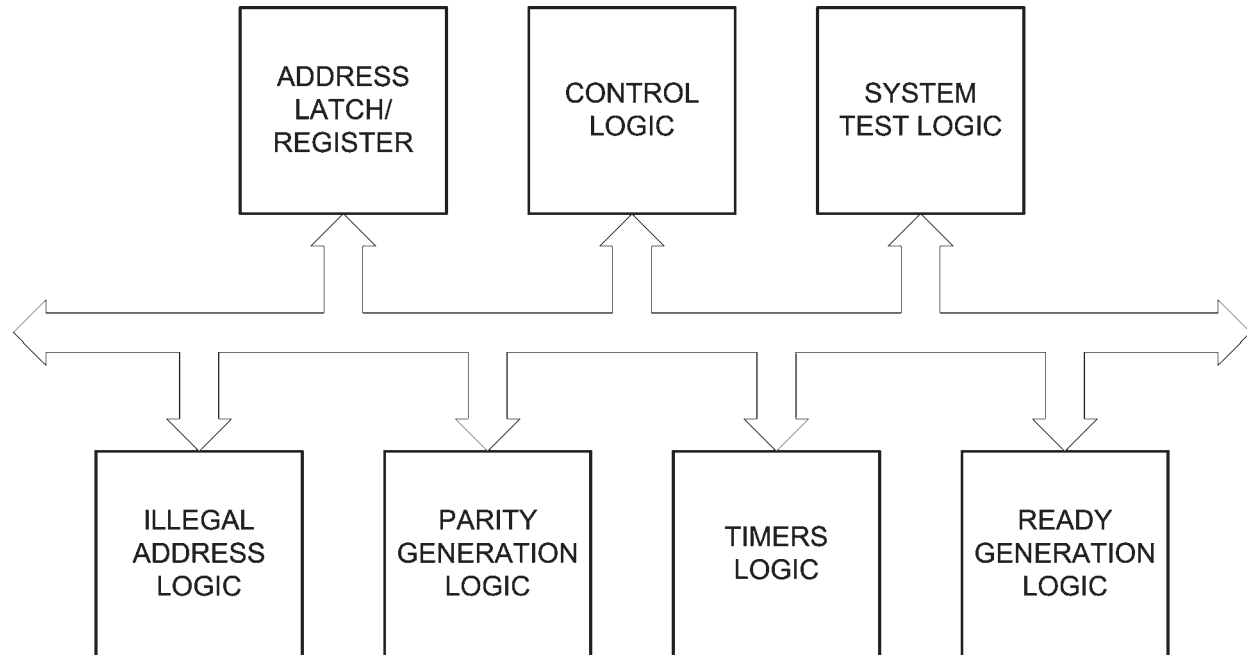 ADDRESS
LATCH/
REGISTER
CONTROL
LOGIC
SYSTEM
TEST LOGIC
ILLEGAL
ADDRESS
LOGIC
PARITY
GENERATION
LOGIC
TIMERS
LOGIC
READY
GENERATION
LOGIC